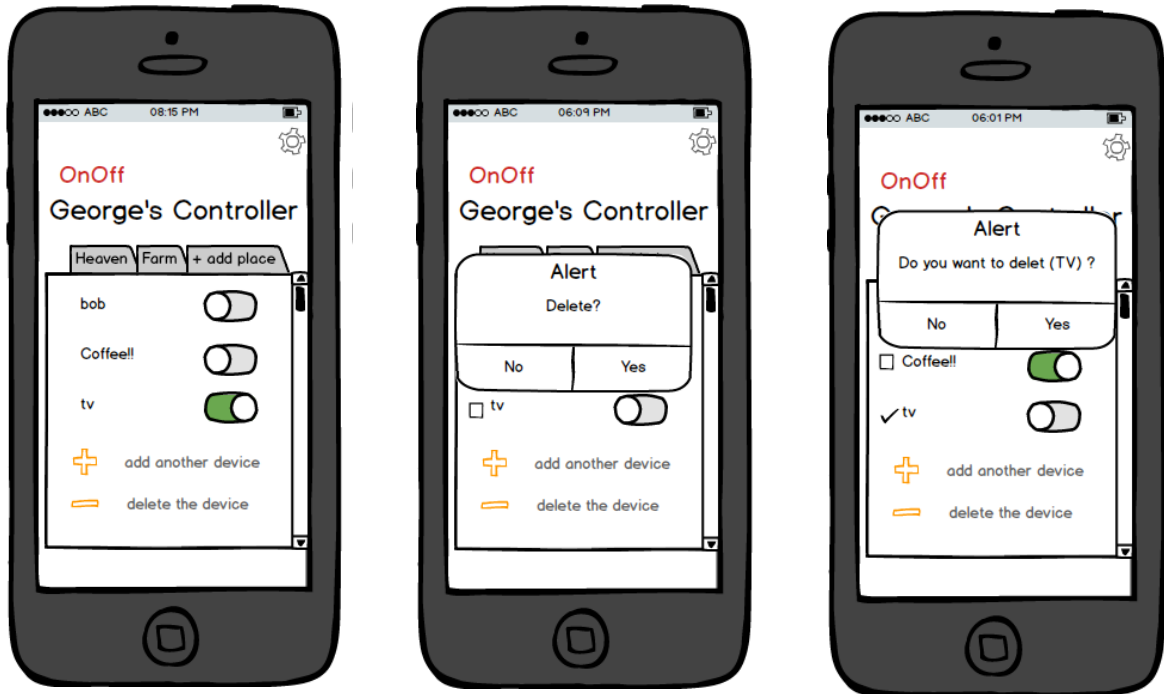 ABC 08:15 PM
OnOff
George's Controller
Heaven Farm + add place
bob
Coffee!!
tv
add another device
delete the device
ABC 06:09 PM
OnOff
George's Controller
Alert
Delete?
No Yes
tv
add another device
delete the device
ABC 06:01 PM
OnOff
Alert
Do you want to delet (TV) ?
No Yes
Coffee!!
tv
add another device
delete the device